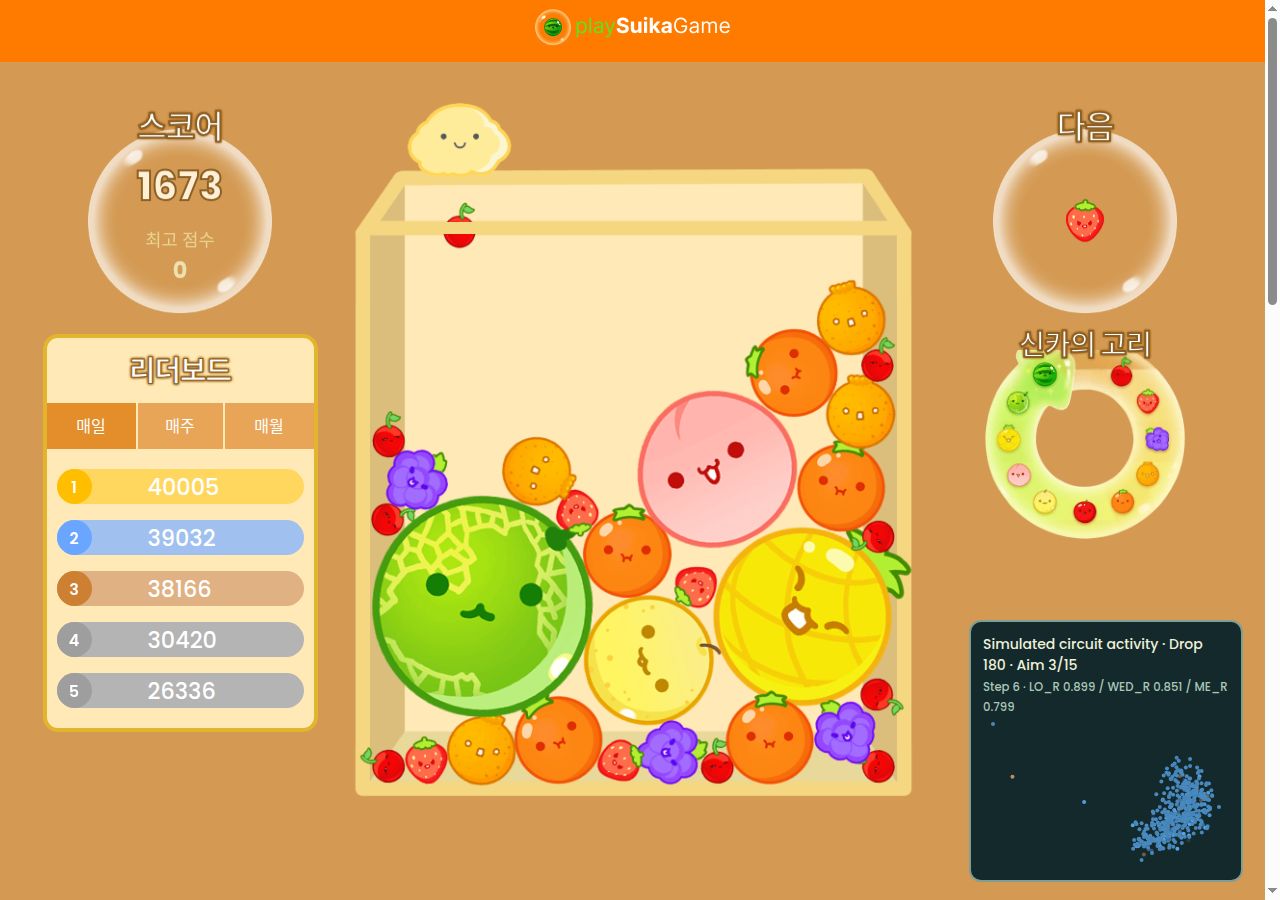 playSuikaGame
스코어
1673
최고 점수
0
다음
리더보드
매일 매주 매월
1 40005
2 39032
3 38166
4 30420
5 26336
신카의 고리
Simulated circuit activity · Drop
180 · Aim 3/15
Step 6 · LO_R 0.899 / WED_R 0.851 / ME_R
0.799